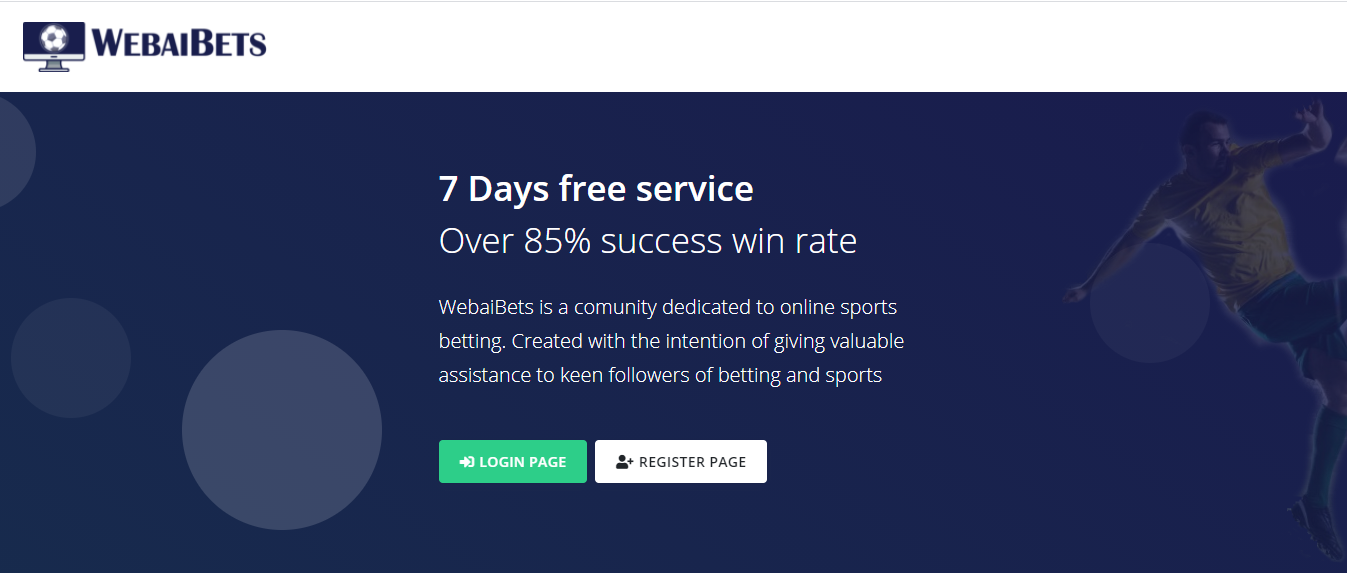 WEBAIBETS
7 Days free service
Over 85% success win rate
WebaiBets is a comunity dedicated to online sports
betting. Created with the intention of giving valuable
assistance to keen followers of betting and sports
LOGIN PAGE
REGISTER PAGE